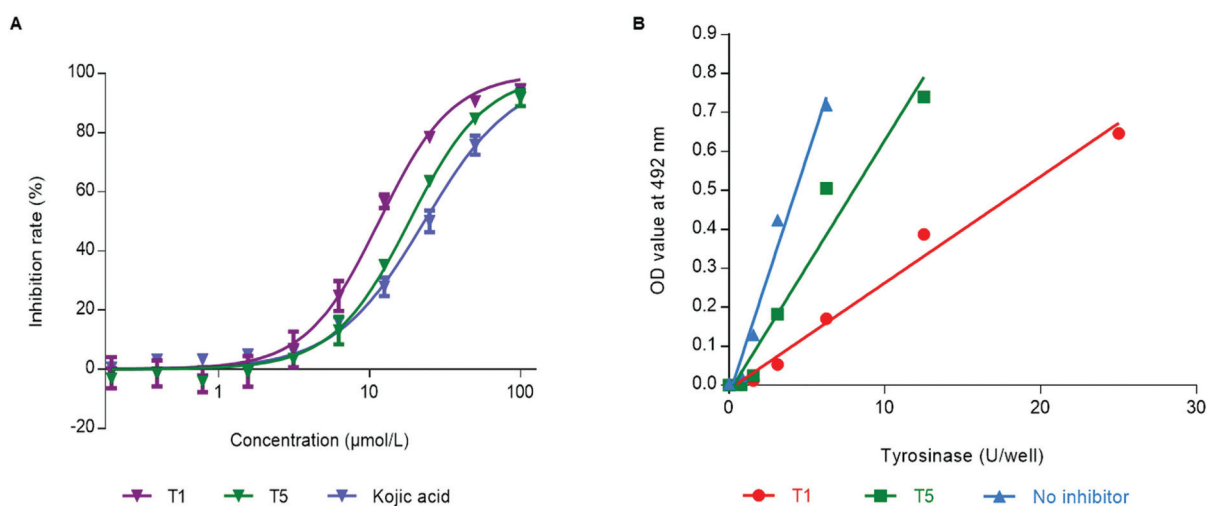 A
Inhibition rate (%)
100
80
60
40
20
0
-20
1
10
100
Concentration (μmol/L)
T1 T5 Kojic acid
B
OD value at 492 nm
0.9
0.8
0.7
0.6
0.5
0.4
0.3
0.2
0.1
0.0
0 10 20 30
Tyrosinase (U/well)
T1 T5 No inhibitor